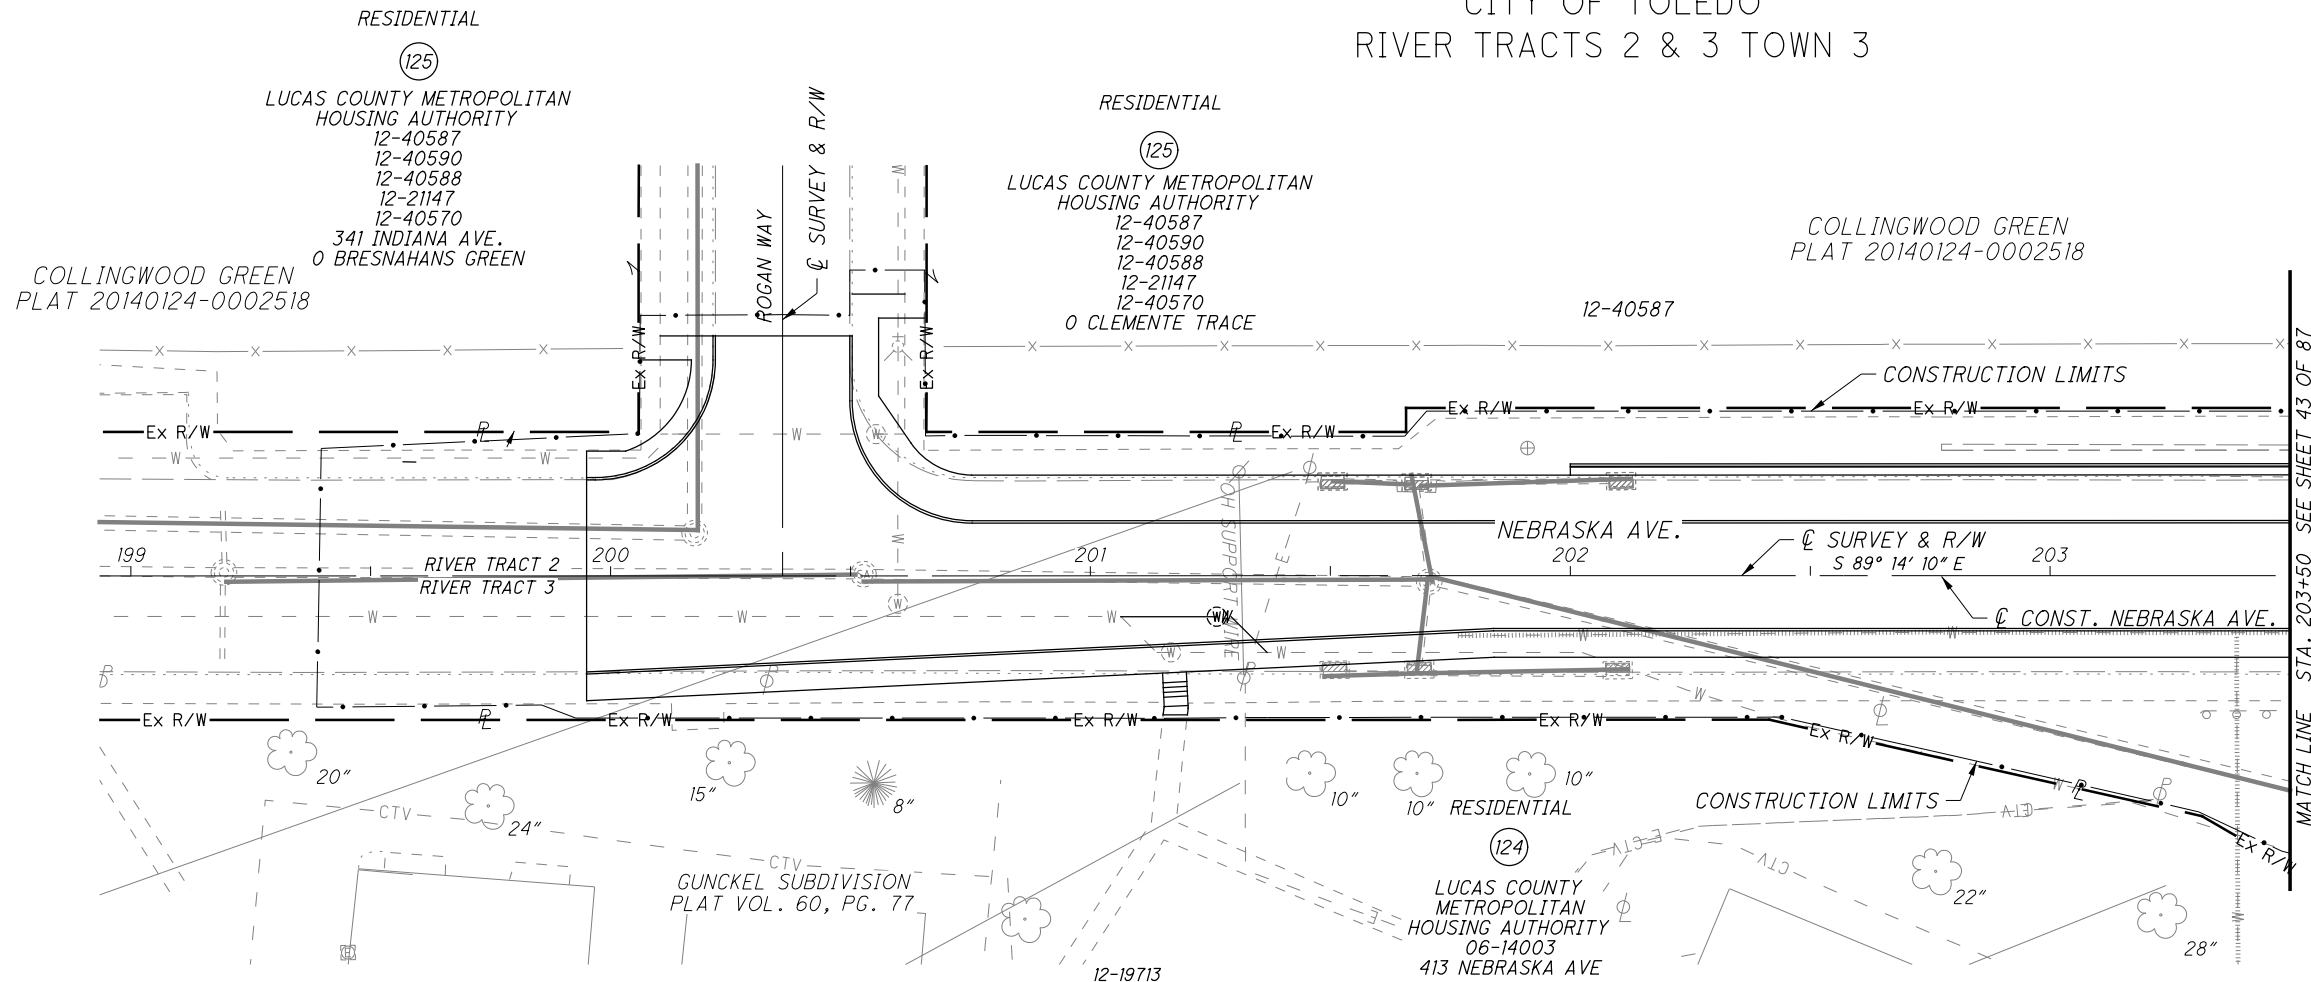 CITY OF TOLEDO
RIVER TRACTS 2 & 3 TOWN 3
RESIDENTIAL
125
LUCAS COUNTY METROPOLITAN
HOUSING AUTHORITY
12-40587
12-40590
12-40588
12-21147
12-40570
341 INDIANA AVE.
0 BRESNAHANS GREEN
COLLINGWOOD GREEN
PLAT 20140124-0002518
ROGAN WAY
℄ SURVEY & R/W
RESIDENTIAL
125
LUCAS COUNTY METROPOLITAN
HOUSING AUTHORITY
12-40587
12-40590
12-40588
12-21147
12-40570
0 CLEMENTE TRACE
COLLINGWOOD GREEN
PLAT 20140124-0002518
12-40587
CONSTRUCTION LIMITS
Ex R/W
Ex R/W
Ex R/W
Ex R/W
Ex R/W
Ex R/W
NEBRASKA AVE.
OH SUPPORT WIRE
199
200
201
202
203
RIVER TRACT 2
RIVER TRACT 3
℄ SURVEY & R/W
S 89° 14' 10" E
℄ CONST. NEBRASKA AVE.
Ex R/W
Ex R/W
Ex R/W
Ex R/W
Ex R/W
Ex R/W
20"
24"
15"
8"
10"
10"
10"
22"
28"
CTV
CTV
CTV
CTV
CTV
E
E
E
RESIDENTIAL
124
LUCAS COUNTY
METROPOLITAN
HOUSING AUTHORITY
06-14003
413 NEBRASKA AVE
CONSTRUCTION LIMITS
GUNCKEL SUBDIVISION
PLAT VOL. 60, PG. 77
12-19713
MATCH LINE STA. 203+50 SEE SHEET 43 OF 87